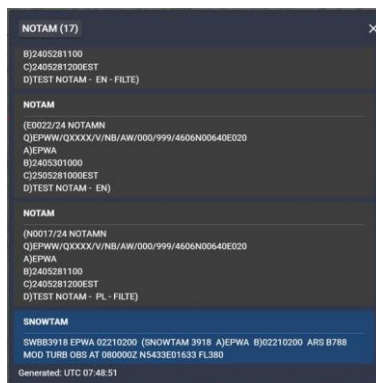 NOTAM (17)
B)2405281100
C)2405281200EST
D)TEST NOTAM - EN - FILTE)
NOTAM
(E0022/24 NOTAMN
Q)EPWW/QXXXX/V/NB/AW/000/999/4606N00640E020
A)EPWA
B)2405301000
C)2505281000EST
D)TEST NOTAM - EN)
NOTAM
(N0017/24 NOTAMN
Q)EPWW/QXXXX/V/NB/AW/000/999/4606N00640E020
A)EPWA
B)2405281100
C)2405281200EST
D)TEST NOTAM - PL - FILTE)
SNOWTAM
SWBB3918 EPWA 02210200 (SNOWTAM 3918 A)EPWA B)02210200 ARS B788
MOD TURB OBS AT 080000Z N5433E01633 FL380
Generated: UTC 07:48:51